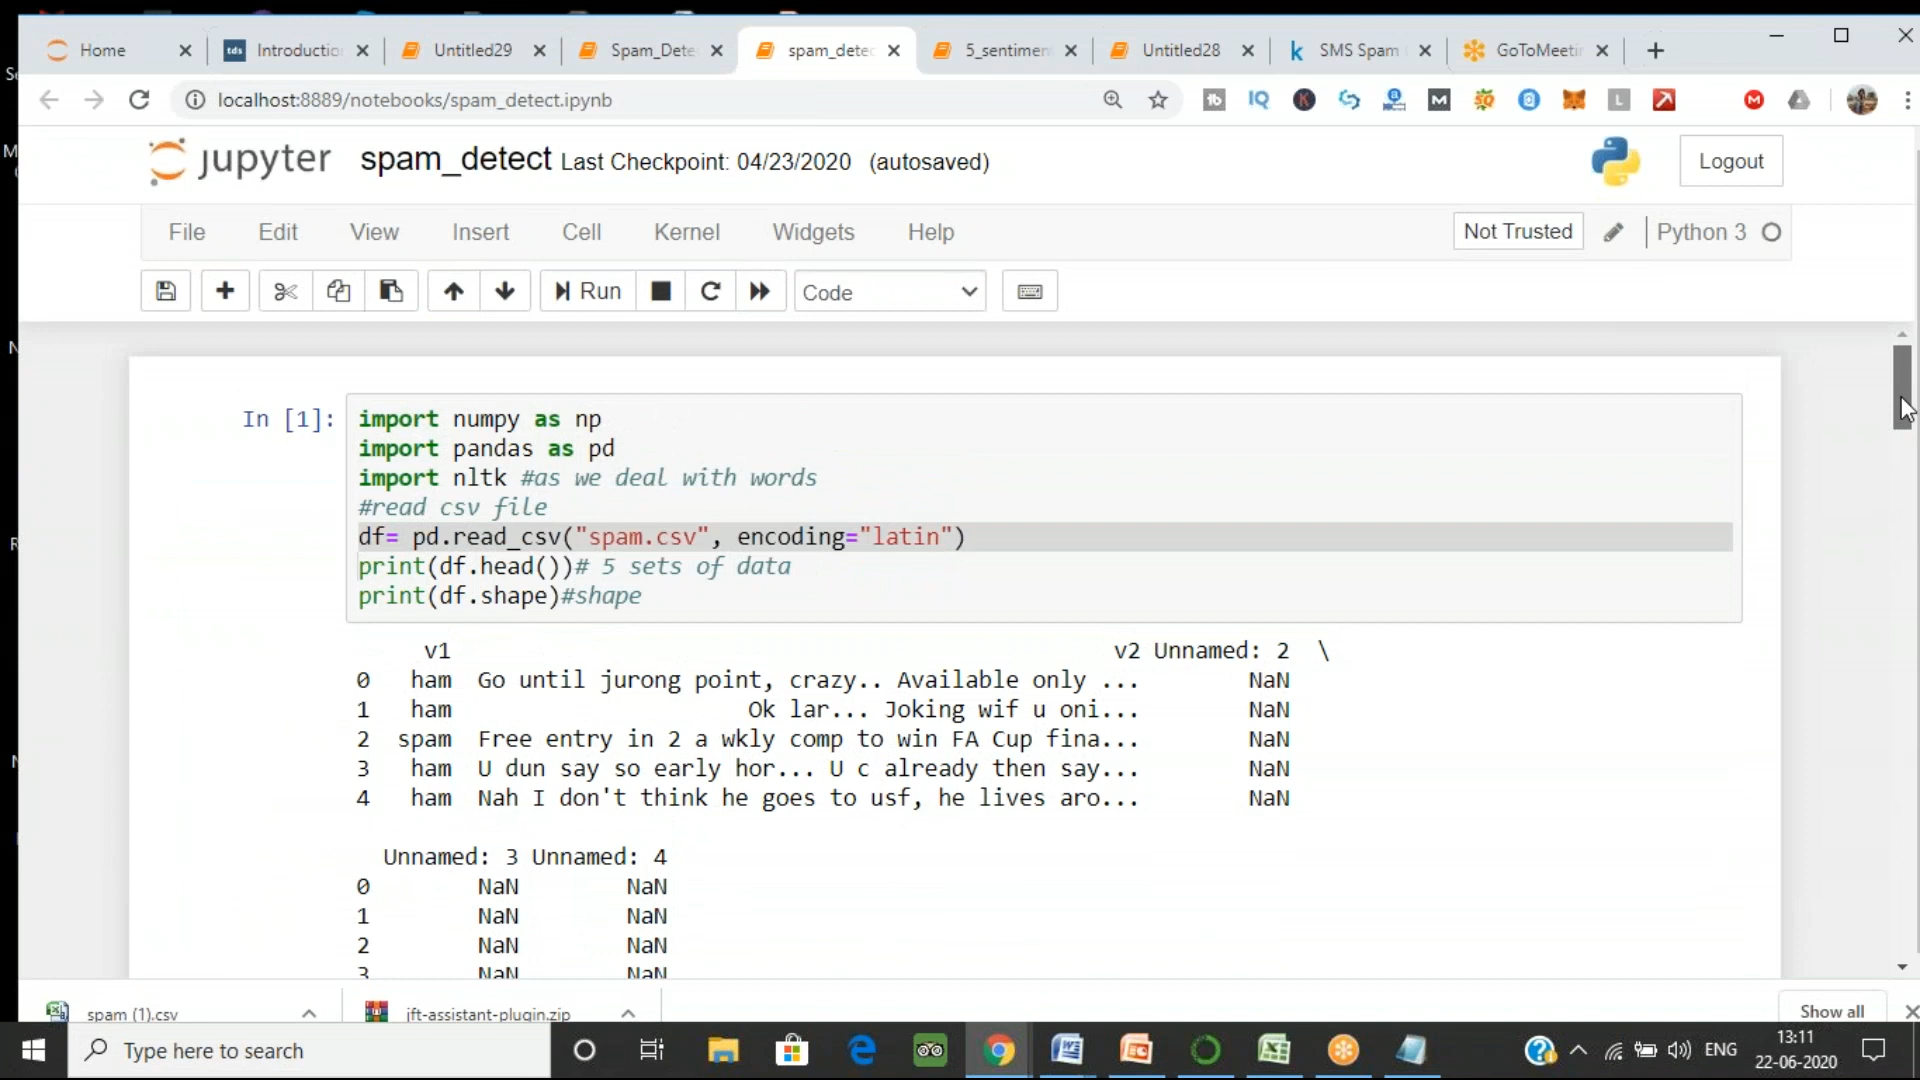 Home
tds Introductio
Untitled29
Spam_Dete
spam_detec
5_sentimen
Untitled28
k SMS Spam
GoToMeetin
localhost:8889/notebooks/spam_detect.ipynb
jupyter spam_detect Last Checkpoint: 04/23/2020 (autosaved)
Logout
File Edit View Insert Cell Kernel Widgets Help
Not Trusted
Python 3
Run
Code
In [1]:
import numpy as np
import pandas as pd
import nltk #as we deal with words
#read csv file
df= pd.read_csv("spam.csv", encoding="latin")
print(df.head())# 5 sets of data
print(df.shape)#shape
v1 v2 Unnamed: 2 \
0 ham Go until jurong point, crazy.. Available only ... NaN
1 ham Ok lar... Joking wif u oni... NaN
2 spam Free entry in 2 a wkly comp to win FA Cup fina... NaN
3 ham U dun say so early hor... U c already then say... NaN
4 ham Nah I don't think he goes to usf, he lives aro... NaN
Unnamed: 3 Unnamed: 4
0 NaN NaN
1 NaN NaN
2 NaN NaN
3 NaN NaN
spam (1).csv
jft-assistant-plugin.zip
Show all
Type here to search
ENG
13:11
22-06-2020